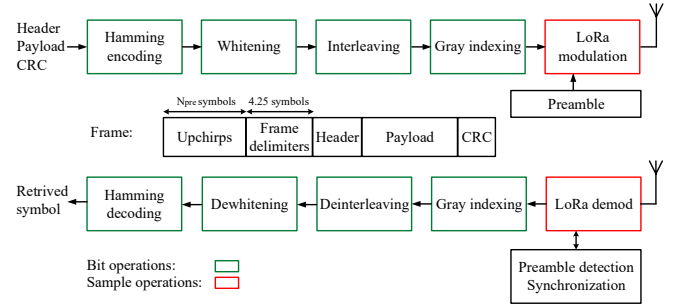 Header
Payload
CRC
Hamming
encoding
Whitening
Interleaving
Gray indexing
LoRa
modulation
Preamble
Npre symbols
4.25 symbols
Frame:
Upchirps
Frame
delimiters
Header
Payload
CRC
Retrived
symbol
Hamming
decoding
Dewhitening
Deinterleaving
Gray indexing
LoRa demod
Preamble detection
Synchronization
Bit operations:
Sample operations: